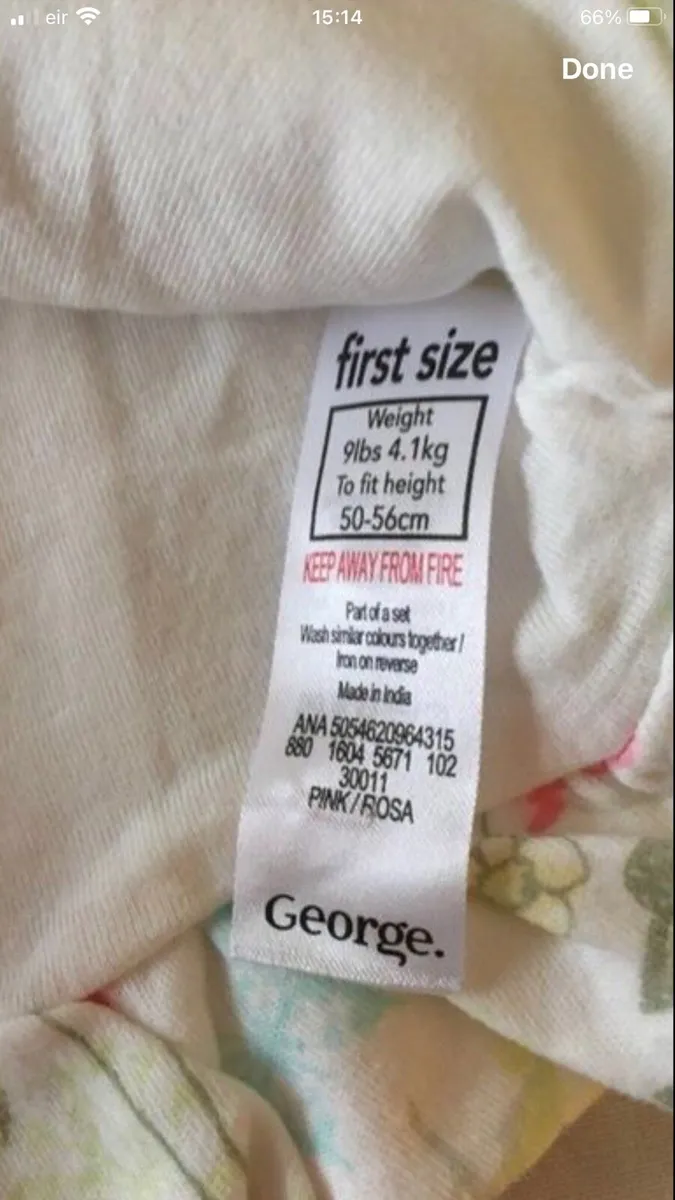 eir 15:14 66%
Done
first size
Weight
9lbs 4.1kg
To fit height
50-56cm
KEEP AWAY FROM FIRE
Part of a set
Wash similar colours together /
Iron on reverse
Made in India
ANA 5054620964315
880 1604 5671 102
30011
PINK / ROSA
George.